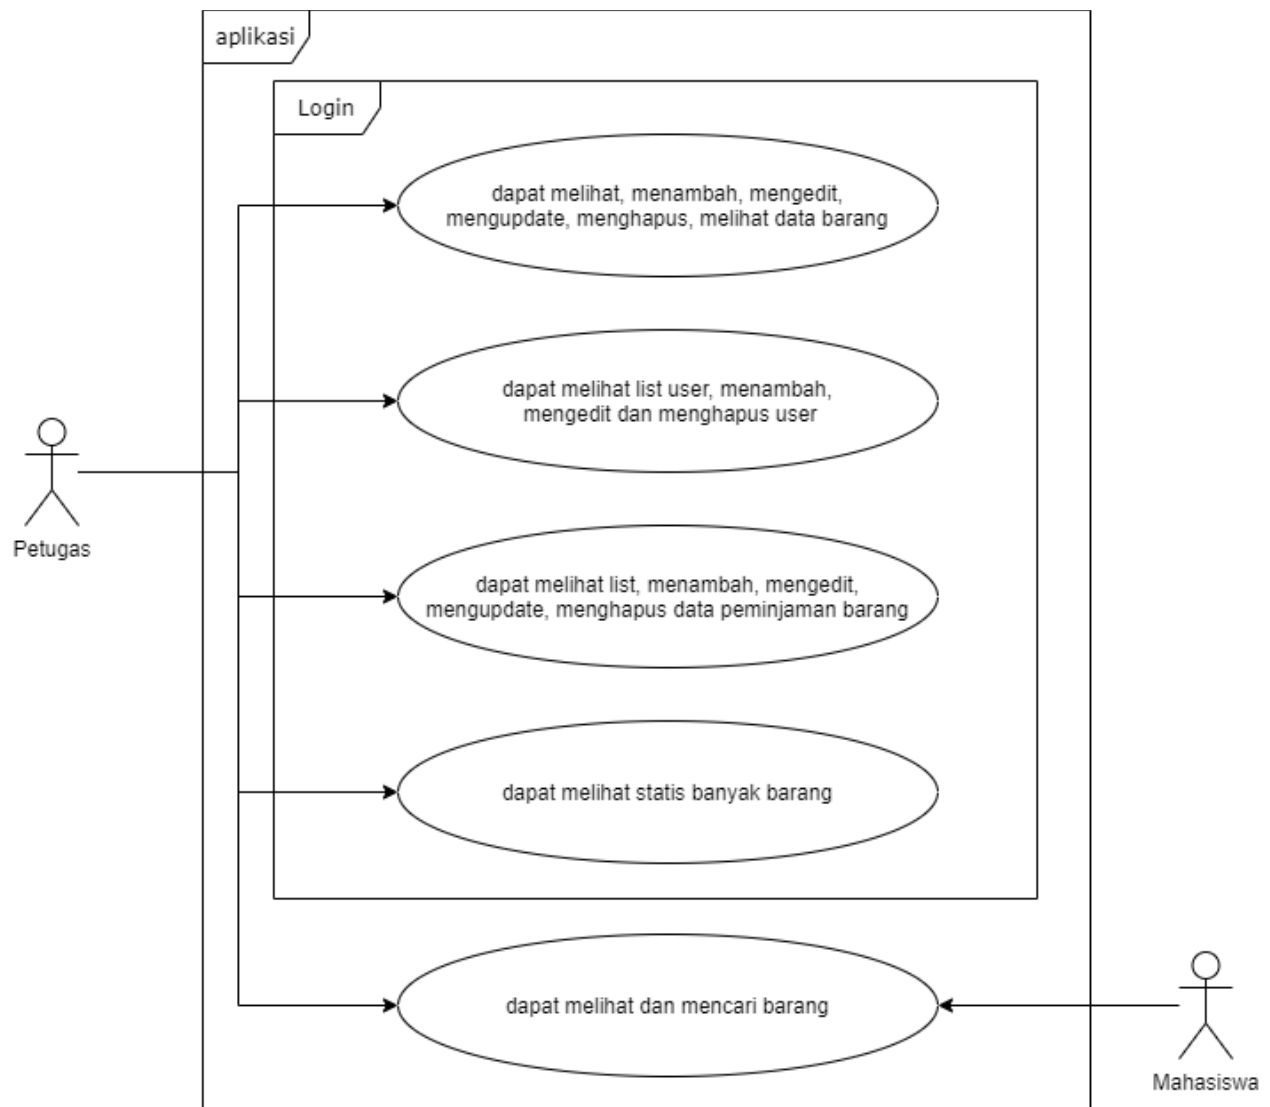 aplikasi
Login
dapat melihat, menambah, mengedit,
mengupdate, menghapus, melihat data barang
dapat melihat list user, menambah,
mengedit dan menghapus user
Petugas
dapat melihat list, menambah, mengedit,
mengupdate, menghapus data peminjaman barang
dapat melihat statis banyak barang
dapat melihat dan mencari barang
Mahasiswa